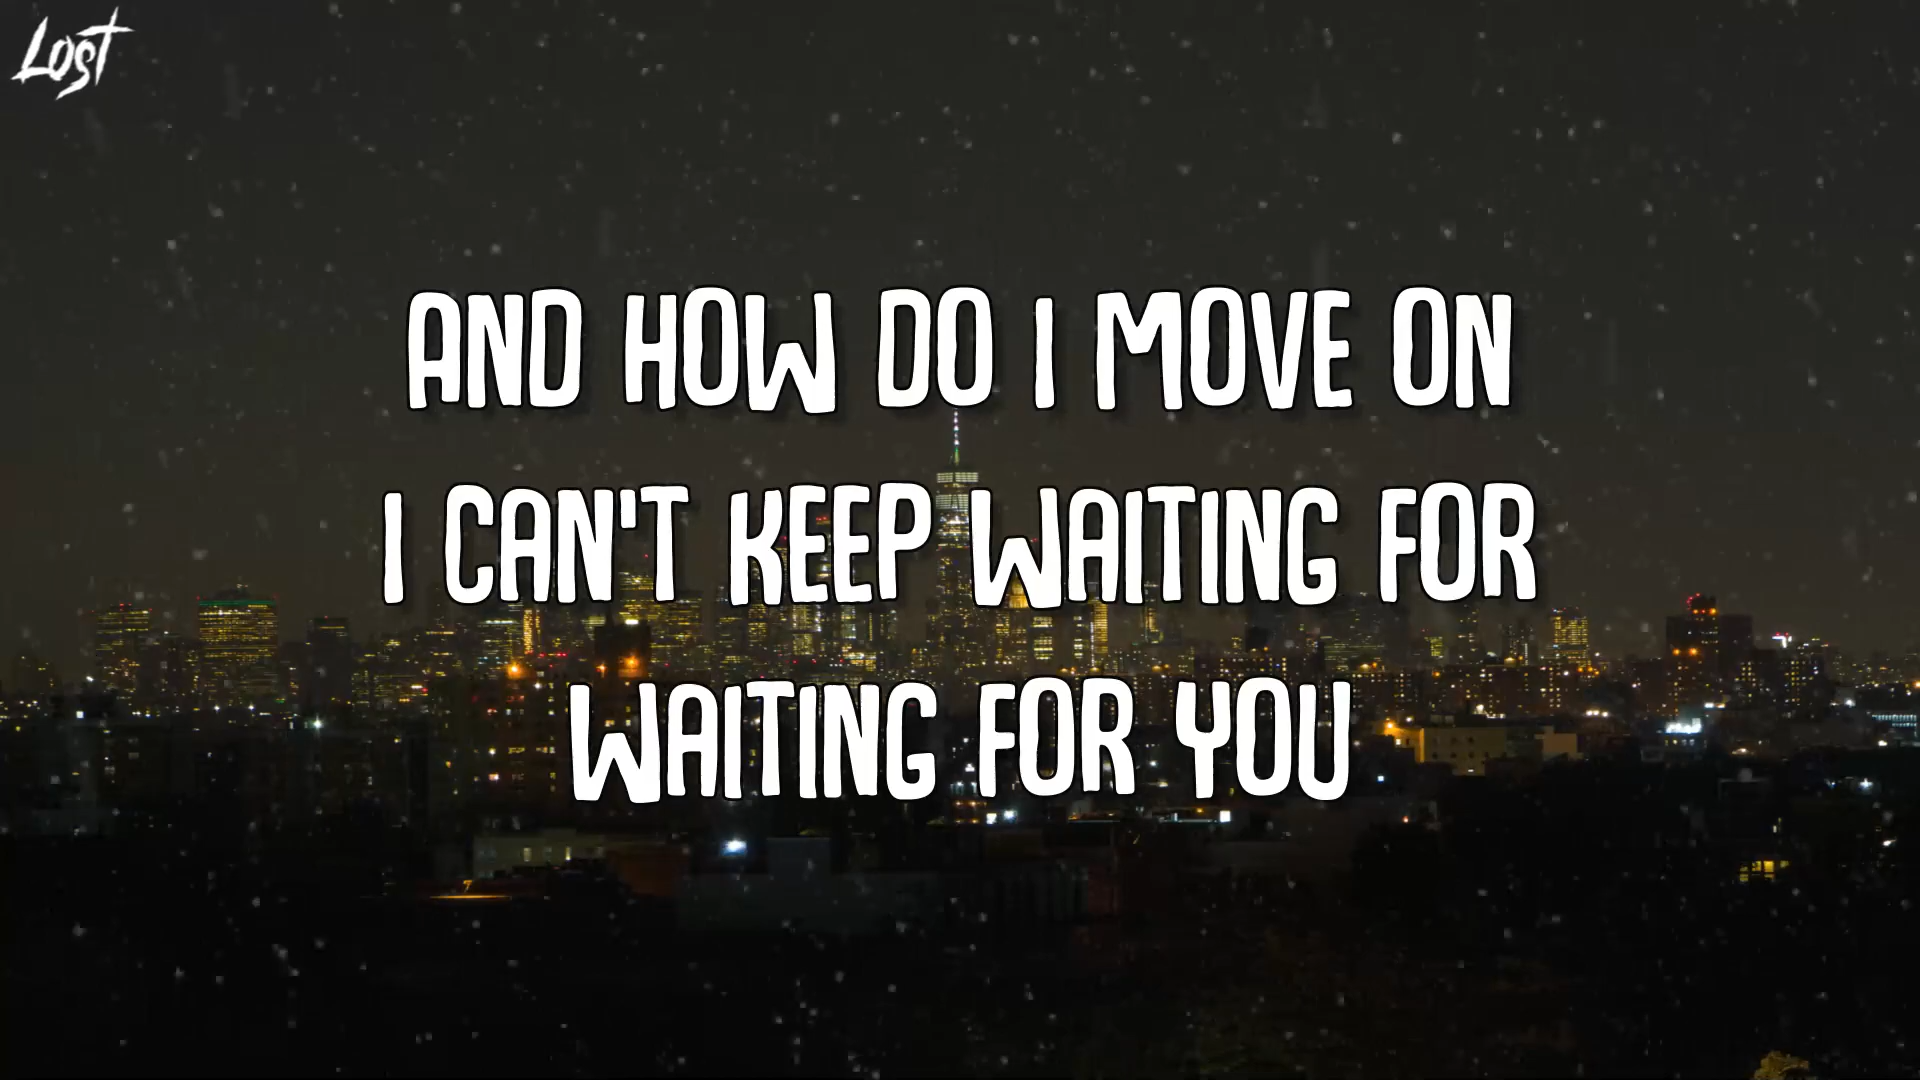 Lost
AND HOW DO I MOVE ON
I CAN'T KEEP WAITING FOR
WAITING FOR YOU